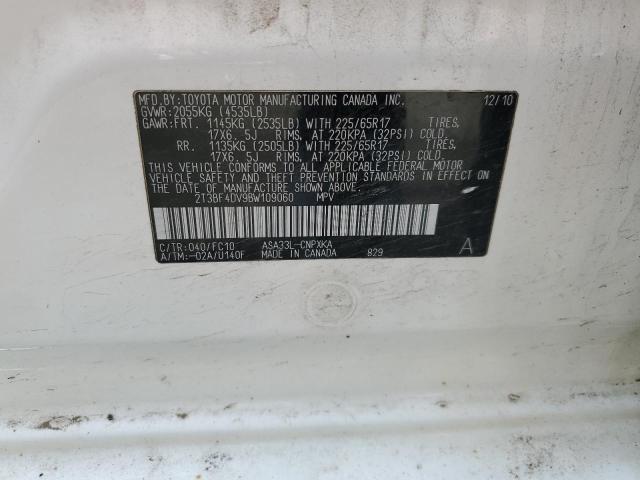 MFD.BY:TOYOTA MOTOR MANUFACTURING CANADA INC. 12/10
GVWR:2055KG (4535LB)
GAWR:FRT. 1145KG (2535LB) WITH 225/65R17 TIRES,
17X6. 5J RIMS, AT 220KPA (32PSI) COLD.
RR. 1135KG (2505LB) WITH 225/65R17 TIRES,
17X6. 5J RIMS, AT 220KPA (32PSI) COLD.
THIS VEHICLE CONFORMS TO ALL APPLICABLE FEDERAL MOTOR
VEHICLE SAFETY, BUMPER, AND THEFT PREVENTION STANDARDS IN EFFECT ON
THE DATE OF MANUFACTURE SHOWN ABOVE.
2T3BF4DV9BW109060 MPV
C/TR:040/FC10 ASA33L-CNPXKA
A/TM:-02A/U140F MADE IN CANADA 829 A